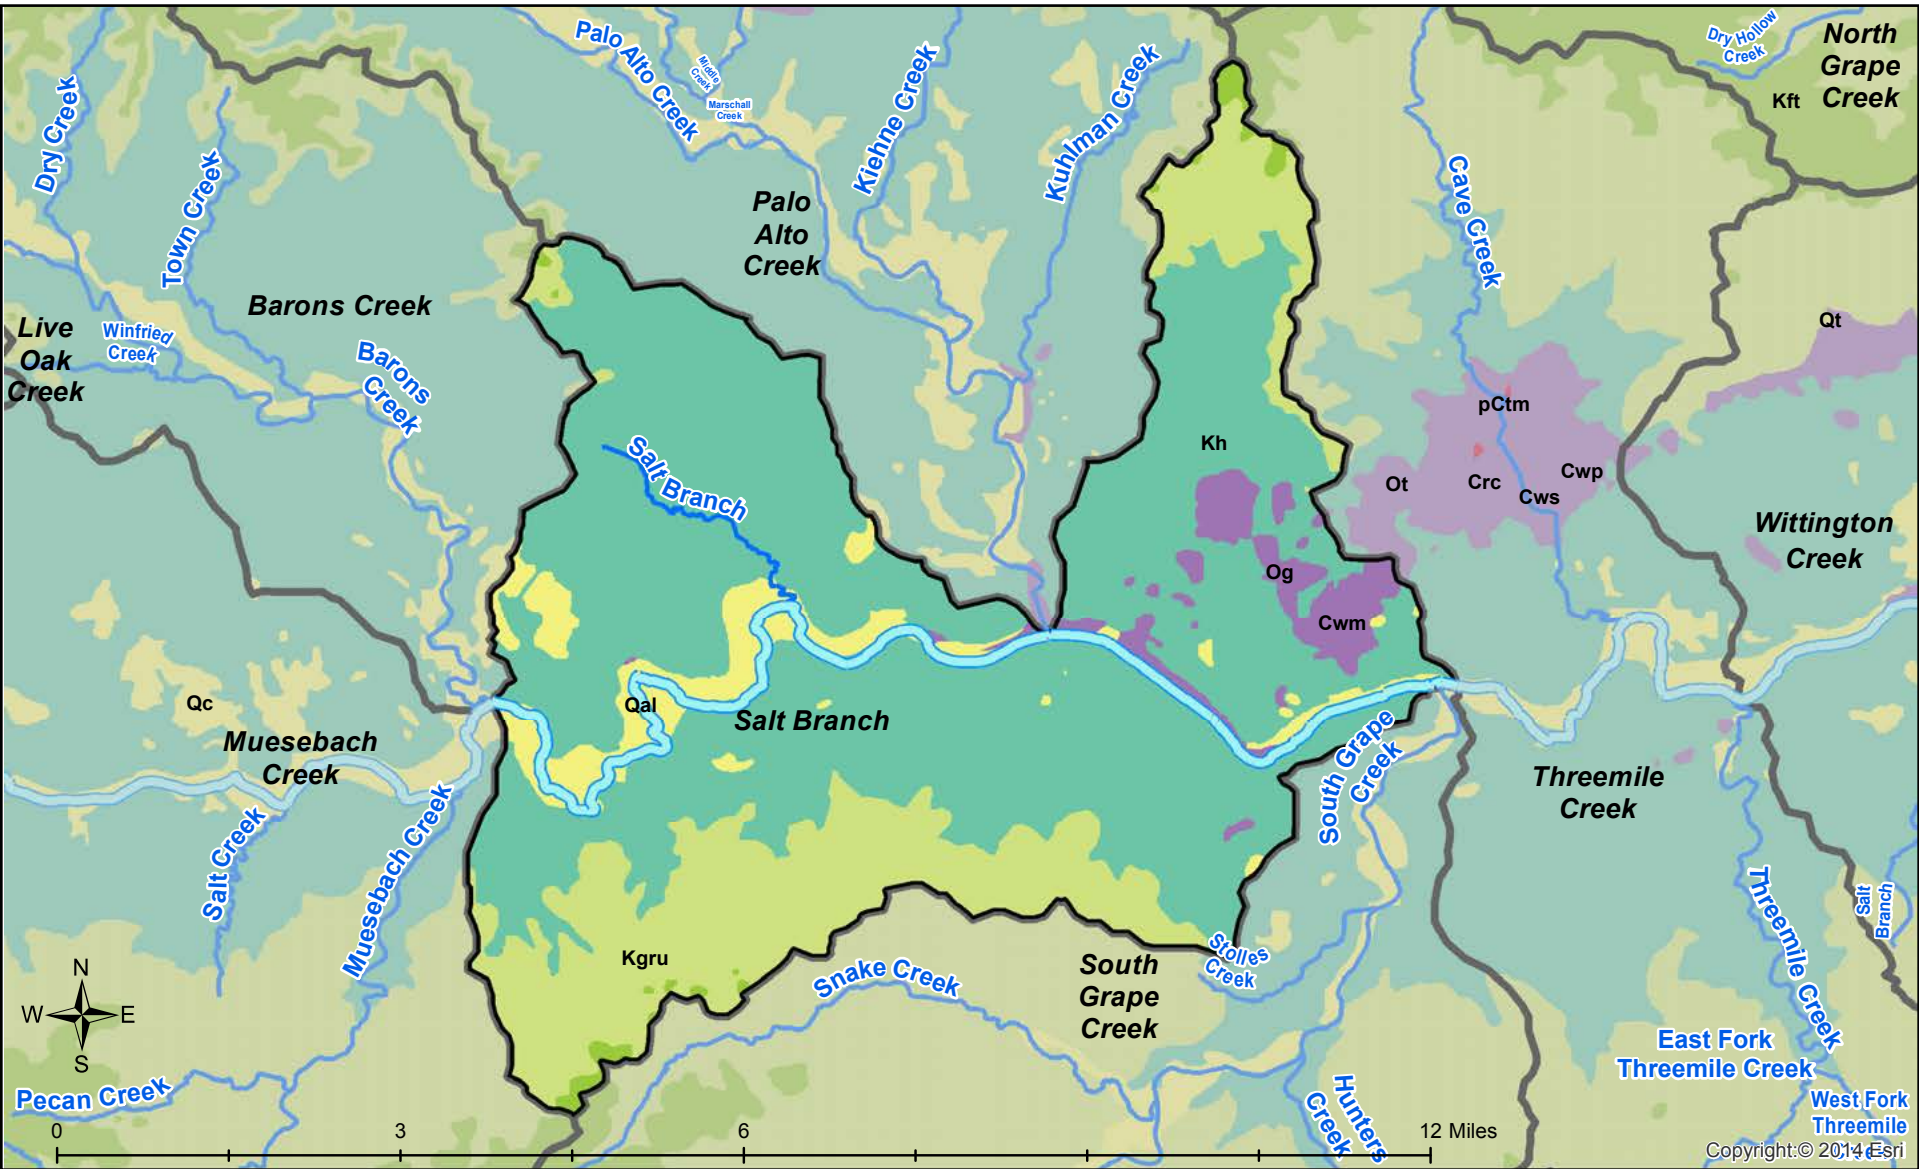 North
Grape
Creek
Dry Hollow
Creek
Kft
Palo Alto Creek
Middle
Creek
Marschall
Creek
Kiehne Creek
Kuhlman Creek
Dry Creek
Town Creek
Cave Creek
Palo
Alto
Creek
Barons Creek
Live
Oak
Creek
Winfried
Creek
Barons
Creek
Qt
pCtm
Kh
Salt Branch
Ot
Crc
Cwp
Cws
Wittington
Creek
Og
Cwm
Qc
Qal
Salt Branch
Muesebach
Creek
South Grape
Creek
Threemile
Creek
Salt Creek
Muesebach Creek
Threemile Creek
Salt
Branch
Kgru
Snake Creek
Stolles
Creek
South
Grape
Creek
N
W E
S
East Fork
Threemile Creek
Pecan Creek
Hunters
Creek
West Fork
Threemile
Creek
0 3 6 12 Miles
Copyright:© 2014 Esri